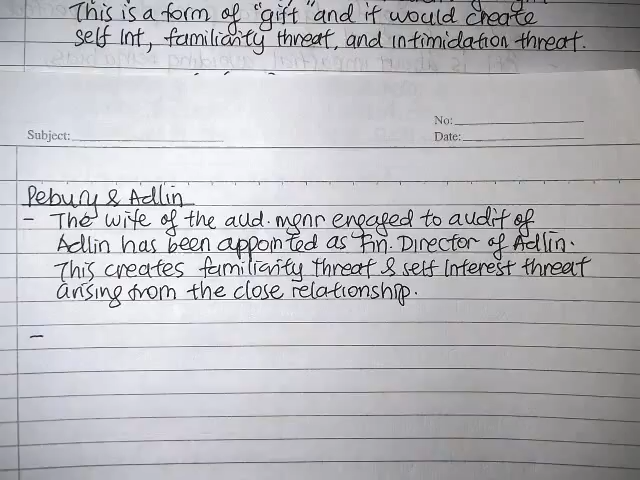 This is a form of "gift" and it would create
self Int, familiarity threat, and intimidation threat.
No:
Subject:
Date:
Pebury & Adlin
- The wife of the aud. mgnr engaged to audit of
Adlin has been appointed as Fin. Director of Adlin.
This creates familiarity threat & self Interest threat
arising from the close relationship.
-